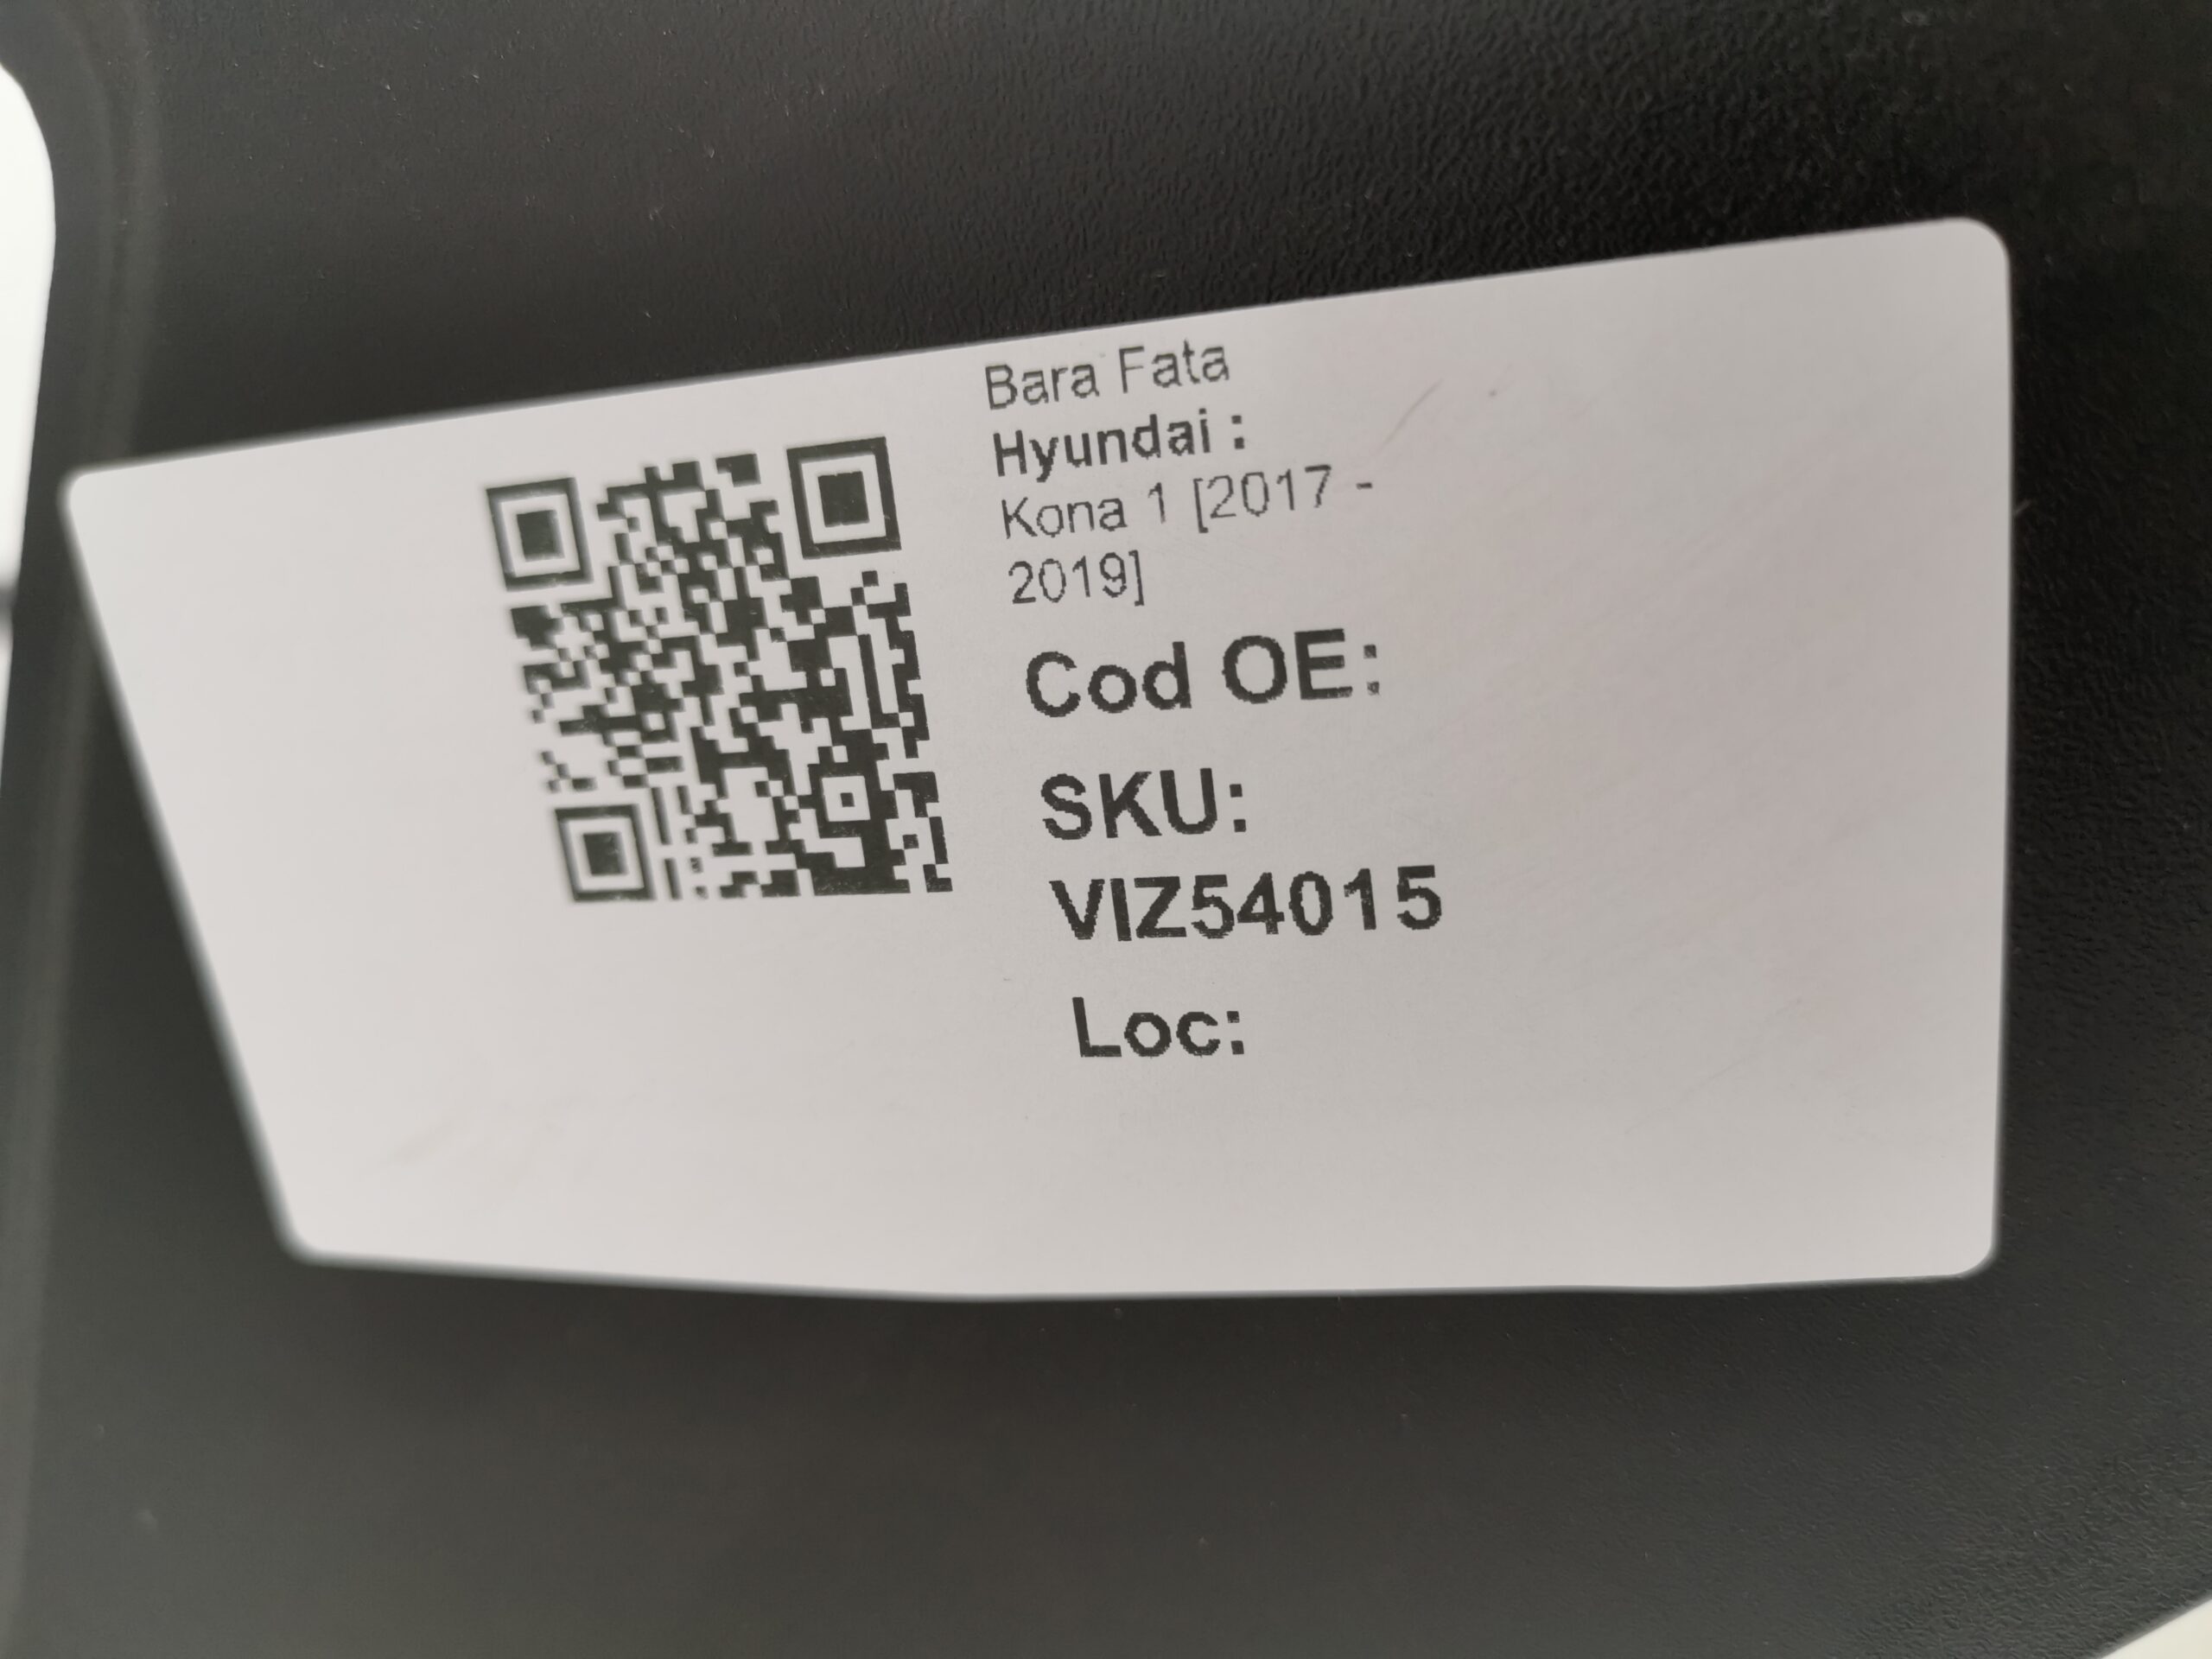 Bara Fata
Hyundai :
Kona 1 [2017 -
2019]
Cod OE:
SKU:
VIZ54015
Loc: